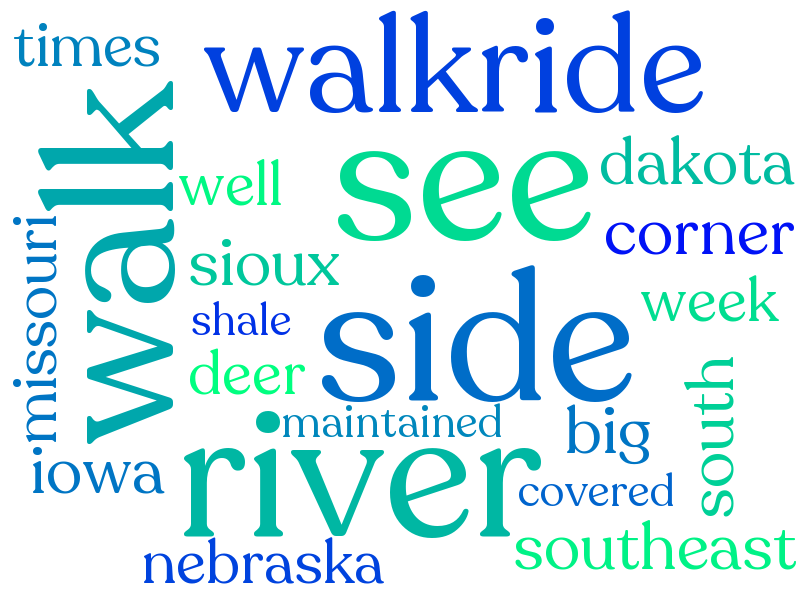 times
walkride
walk
see
dakota
well
corner
missouri
sioux
week
shale
side
deer
south
maintained
big
river
iowa
covered
southeast
nebraska